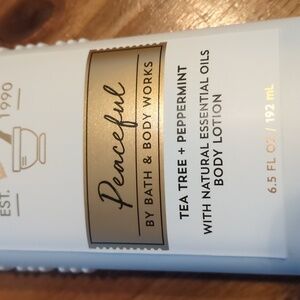 EST. 1990
Peaceful
BY BATH & BODY WORKS
TEA TREE + PEPPERMINT
WITH NATURAL ESSENTIAL OILS
BODY LOTION
6.5 FL OZ / 192 mL